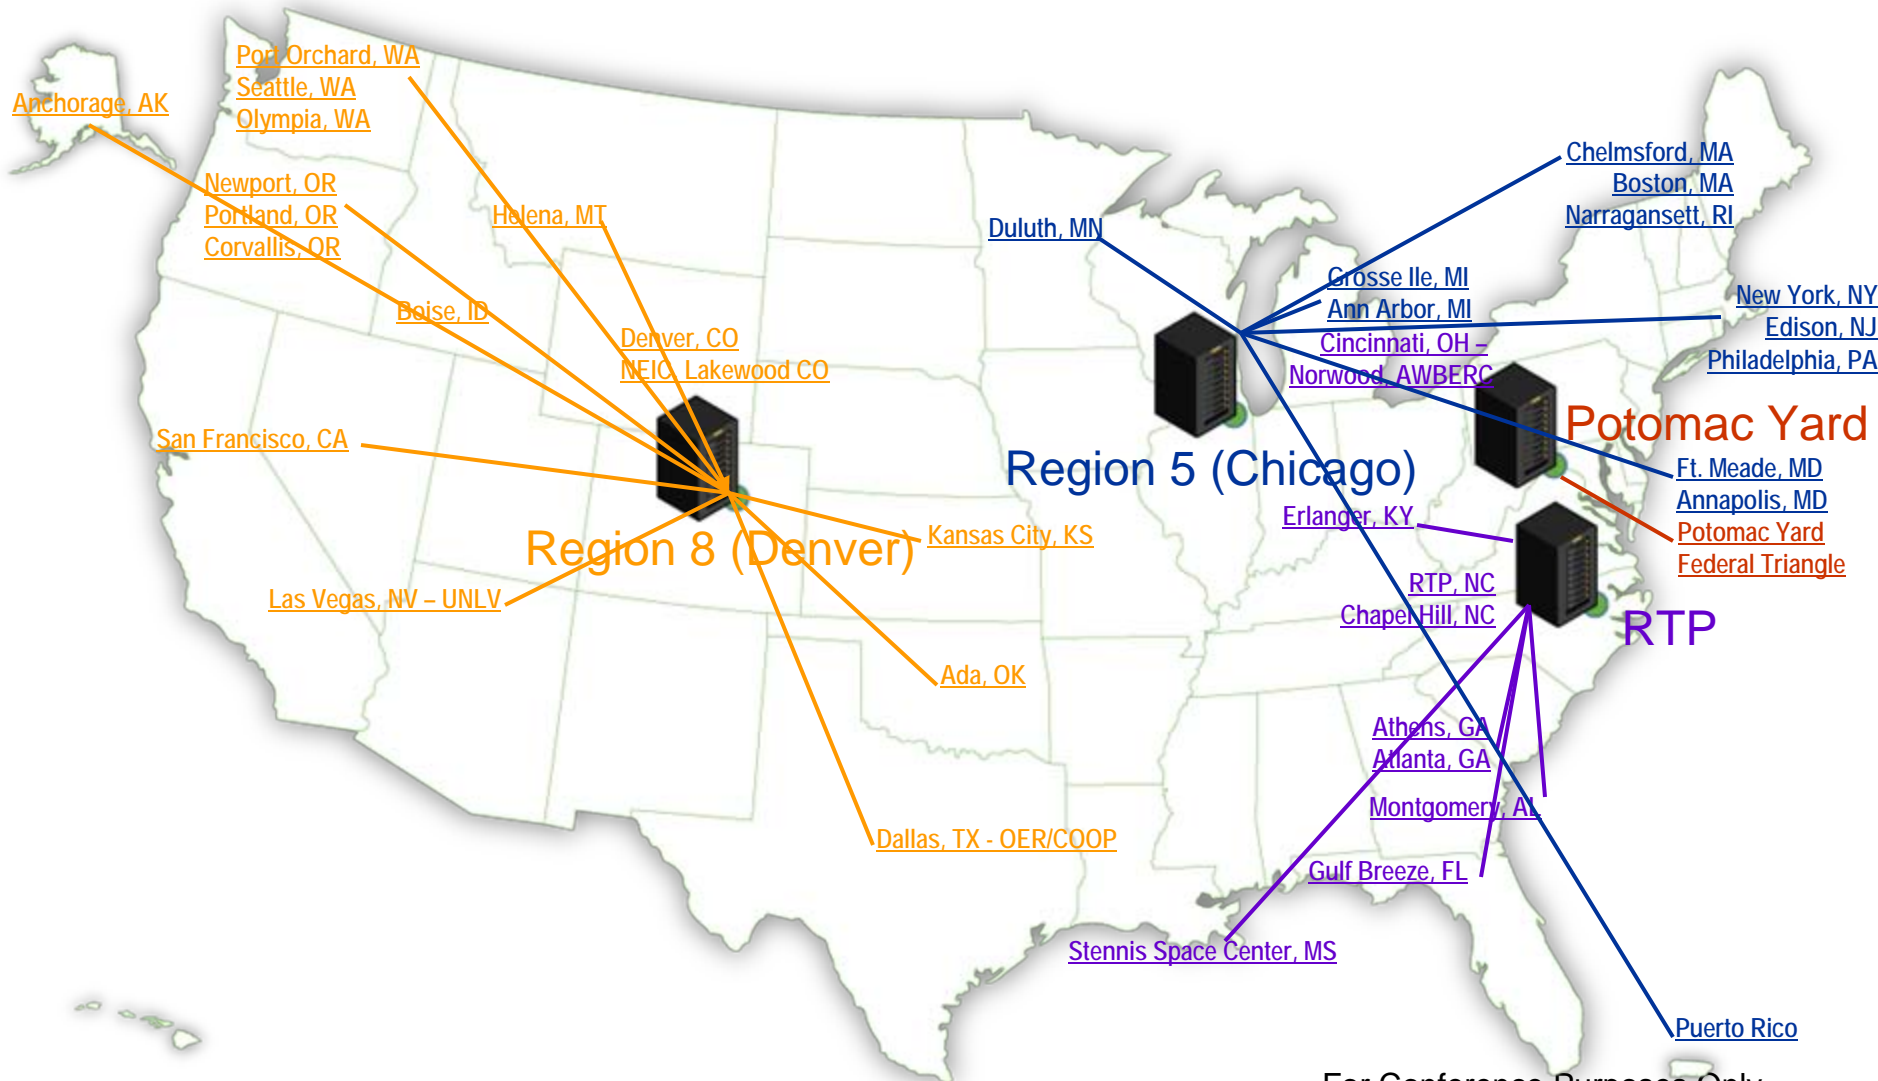 Port Orchard, WA
Seattle, WA
Olympia, WA
Anchorage, AK
Newport, OR
Portland, OR
Corvallis, OR
Helena, MT
Boise, ID
Denver, CO
NEIC, Lakewood CO
San Francisco, CA
Region 8 (Denver)
Kansas City, KS
Las Vegas, NV – UNLV
Ada, OK
Dallas, TX - OER/COOP
Duluth, MN
Chelmsford, MA
Boston, MA
Narragansett, RI
Grosse Ile, MI
Ann Arbor, MI
Cincinnati, OH –
Norwood, AWBERC
New York, NY
Edison, NJ
Philadelphia, PA
Region 5 (Chicago)
Potomac Yard
Ft. Meade, MD
Annapolis, MD
Potomac Yard
Federal Triangle
Erlanger, KY
RTP, NC
Chapel Hill, NC
RTP
Athens, GA
Atlanta, GA
Montgomery, AL
Gulf Breeze, FL
Stennis Space Center, MS
Puerto Rico
For Conference Purposes Only